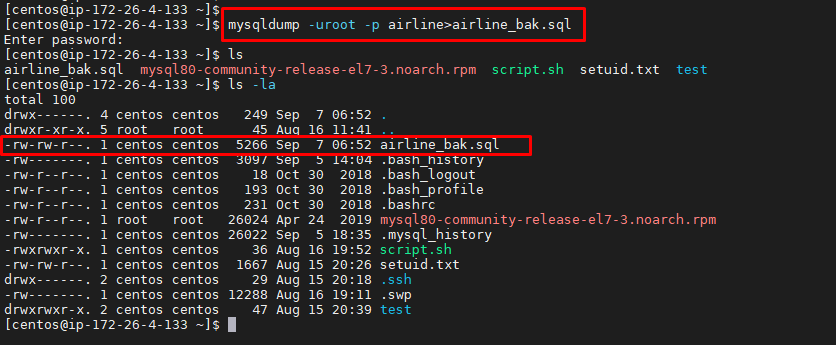 [centos@ip-172-26-4-133 ~]$
[centos@ip-172-26-4-133 ~]$ mysqldump -uroot -p airline>airline_bak.sql
Enter password:
[centos@ip-172-26-4-133 ~]$ ls
airline_bak.sql  mysql80-community-release-el7-3.noarch.rpm  script.sh  setuid.txt  test
[centos@ip-172-26-4-133 ~]$ ls -la
total 100
drwx------. 4 centos centos   249 Sep  7 06:52 .
drwxr-xr-x. 5 root   root      45 Aug 16 11:41 ..
-rw-rw-r--. 1 centos centos  5266 Sep  7 06:52 airline_bak.sql
-rw-------. 1 centos centos  3097 Sep  5 14:04 .bash_history
-rw-r--r--. 1 centos centos    18 Oct 30  2018 .bash_logout
-rw-r--r--. 1 centos centos   193 Oct 30  2018 .bash_profile
-rw-r--r--. 1 centos centos   231 Oct 30  2018 .bashrc
-rw-r--r--. 1 root   root   26024 Apr 24  2019 mysql80-community-release-el7-3.noarch.rpm
-rw-------. 1 centos centos 26022 Sep  5 18:35 .mysql_history
-rwxrwxr-x. 1 centos centos    36 Aug 16 19:52 script.sh
-rw-rw-r--. 1 centos centos  1667 Aug 15 20:26 setuid.txt
drwx------. 2 centos centos    29 Aug 15 20:18 .ssh
-rw-------. 1 centos centos 12288 Aug 16 19:11 .swp
drwxrwxr-x. 2 centos centos    47 Aug 15 20:39 test
[centos@ip-172-26-4-133 ~]$